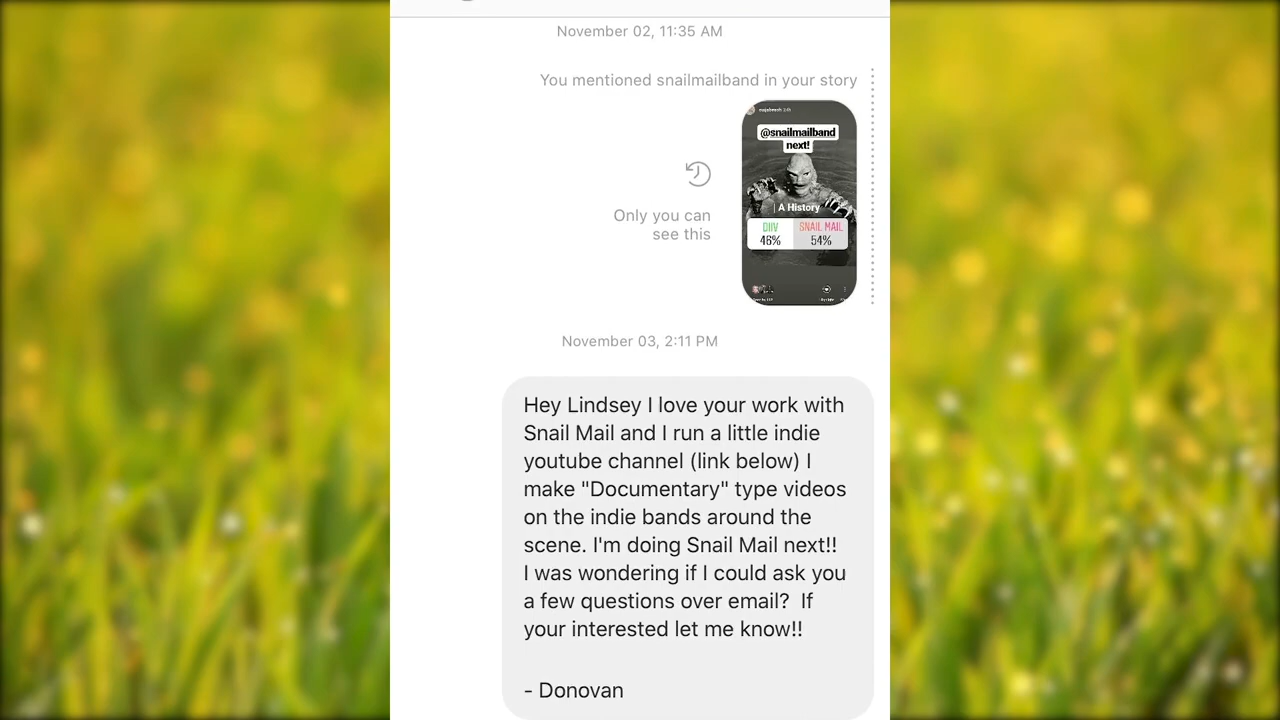 November 02, 11:35 AM
You mentioned snailmailband in your story
@snailmailband
next!
Only you can
see this
A History
DIIV
SNAIL MAIL
46%
54%
November 03, 2:11 PM
Hey Lindsey I love your work with
Snail Mail and I run a little indie
youtube channel (link below) I
make "Documentary" type videos
on the indie bands around the
scene. I'm doing Snail Mail next!!
I was wondering if I could ask you
a few questions over email?  If
your interested let me know!!
- Donovan